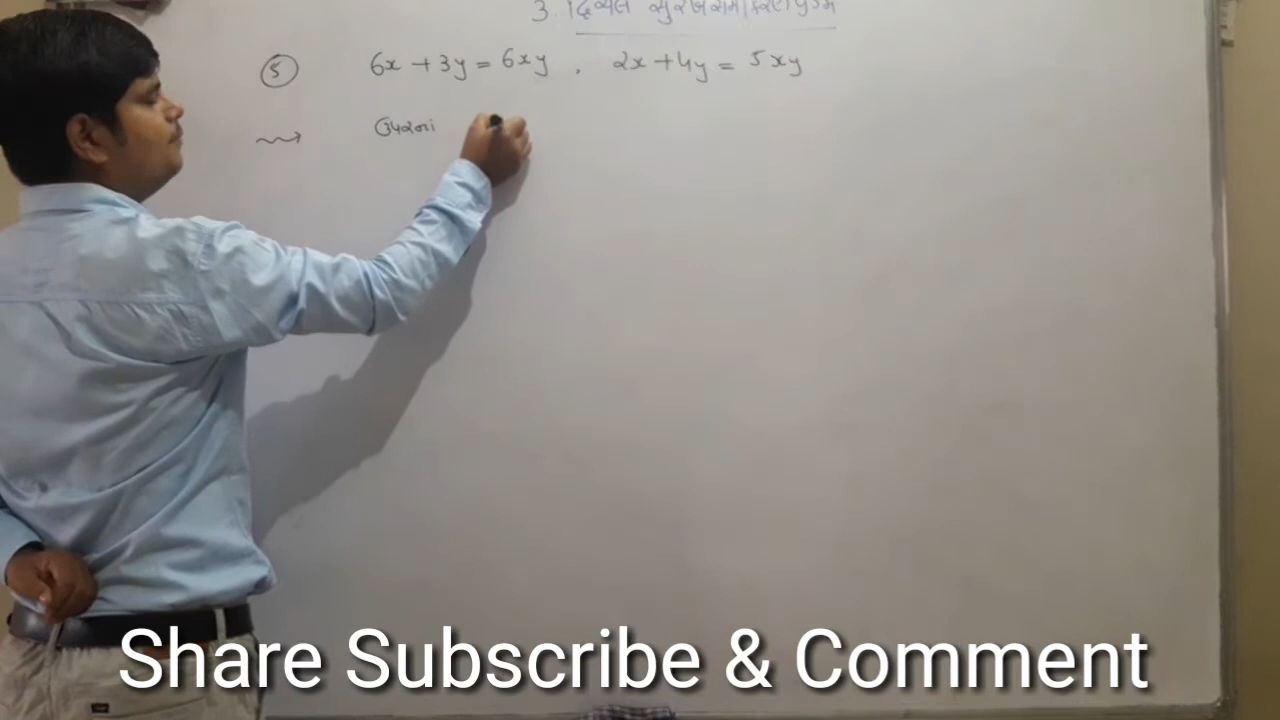 3. દ્વિચલ સુરેખ સમીકરણયુગ્મ
5 6x + 3y = 6xy , 2x + 4y = 5xy
ઉપરના
Share Subscribe & Comment